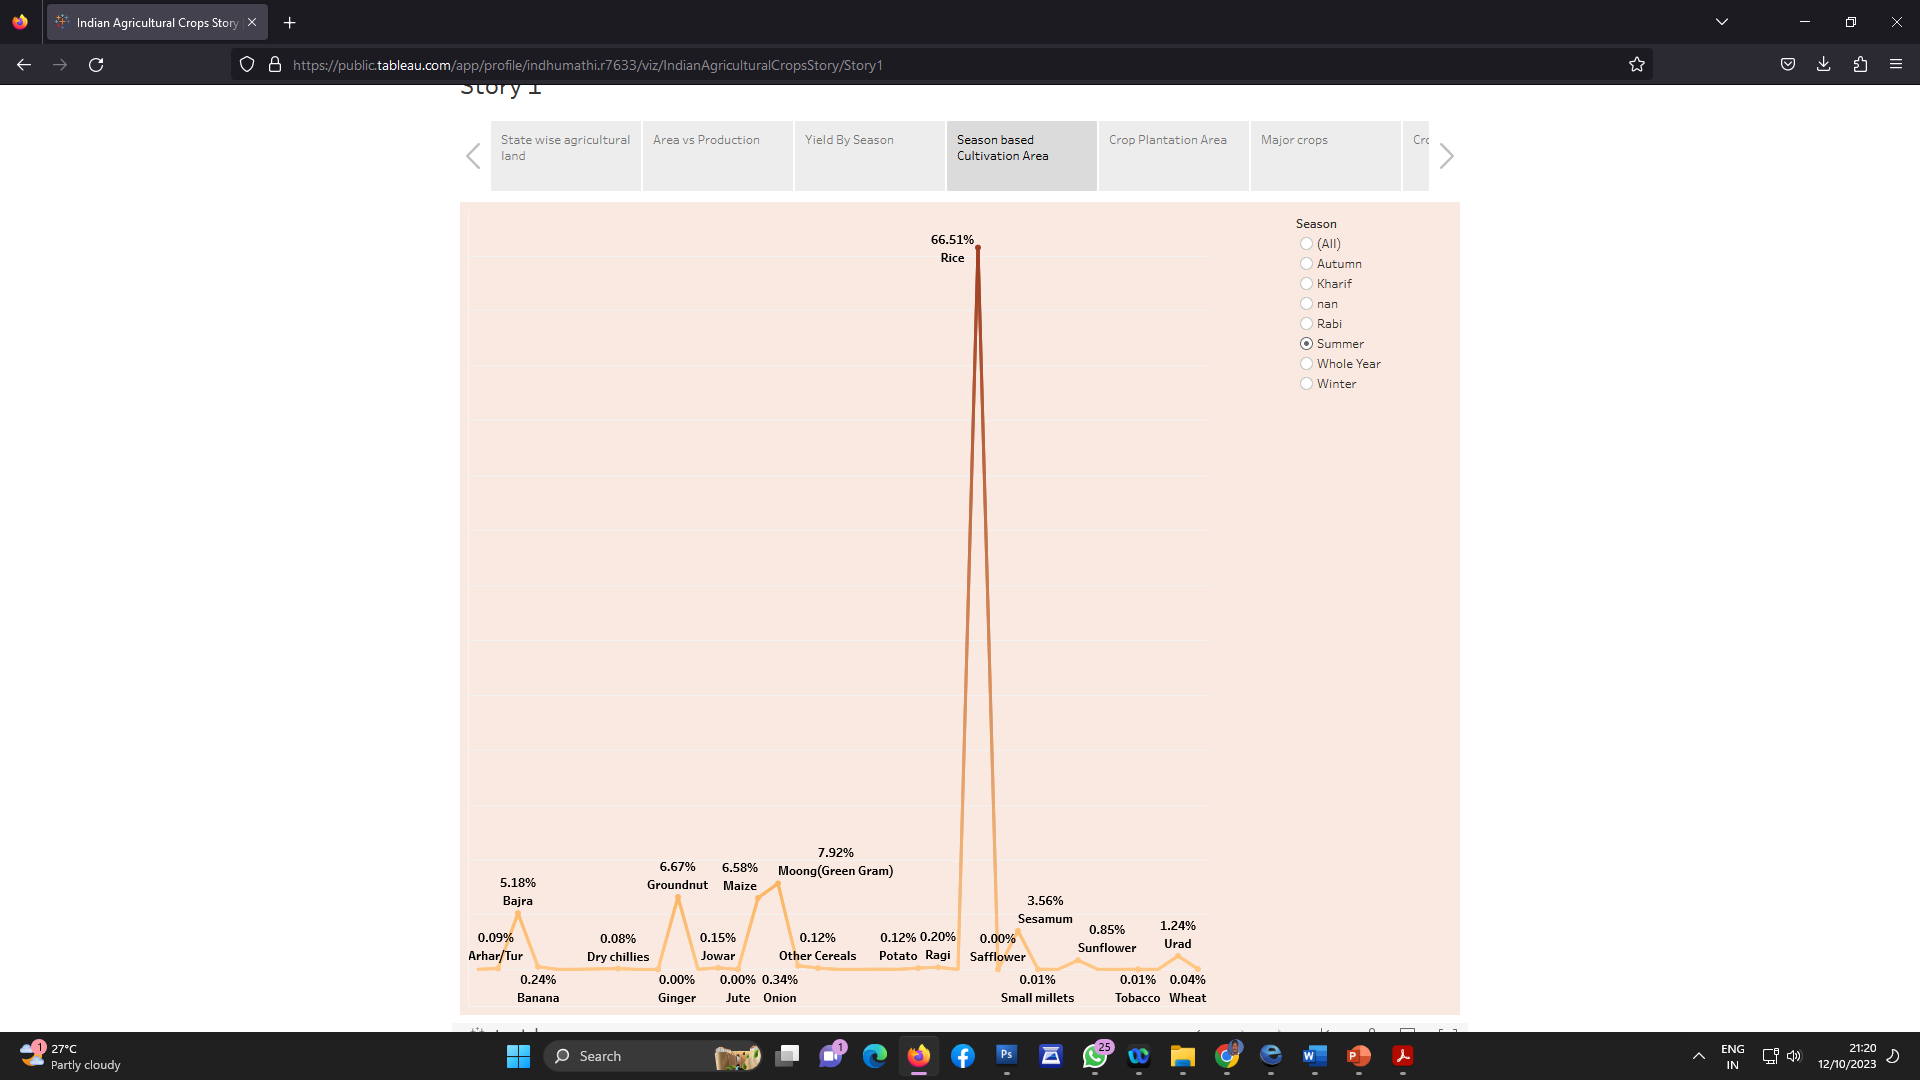 Indian Agricultural Crops Story
https://public.tableau.com/app/profile/indhumathi.r7633/viz/IndianAgriculturalCropsStory/Story1
Story 1
State wise agricultural
land
Area vs Production
Yield By Season
Season based
Cultivation Area
Crop Plantation Area
Major crops
Cro
Season
(All)
Autumn
Kharif
nan
Rabi
Summer
Whole Year
Winter
66.51%
Rice
7.92%
Moong(Green Gram)
6.67%
Groundnut
6.58%
Maize
5.18%
Bajra
3.56%
Sesamum
0.85%
Sunflower
1.24%
Urad
0.09%
Arhar/Tur
0.08%
Dry chillies
0.15%
Jowar
0.12%
Other Cereals
0.12%
Potato
0.20%
Ragi
0.00%
Safflower
0.24%
Banana
0.00%
Ginger
0.00%
Jute
0.34%
Onion
0.01%
Small millets
0.01%
Tobacco
0.04%
Wheat
1
27°C
Partly cloudy
Search
1
Ps
25
W
P
ENG
IN
21:20
12/10/2023